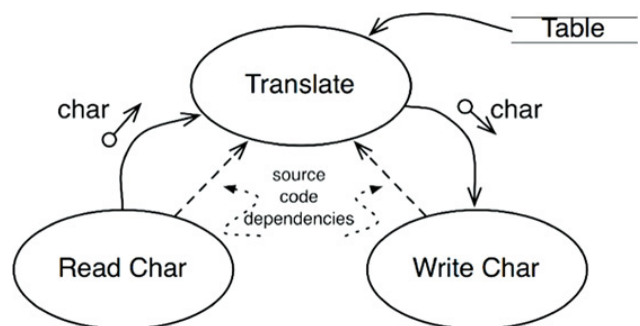 Table
Translate
char
char
source
code
dependencies
Read Char
Write Char